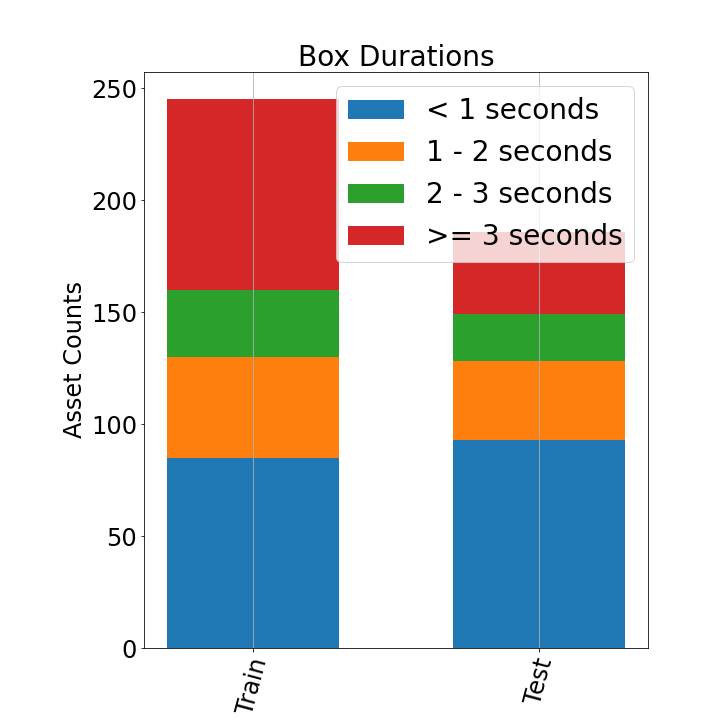 Box Durations
< 1 seconds
1 - 2 seconds
2 - 3 seconds
>= 3 seconds
Asset Counts
250
200
150
100
50
0
Train
Test